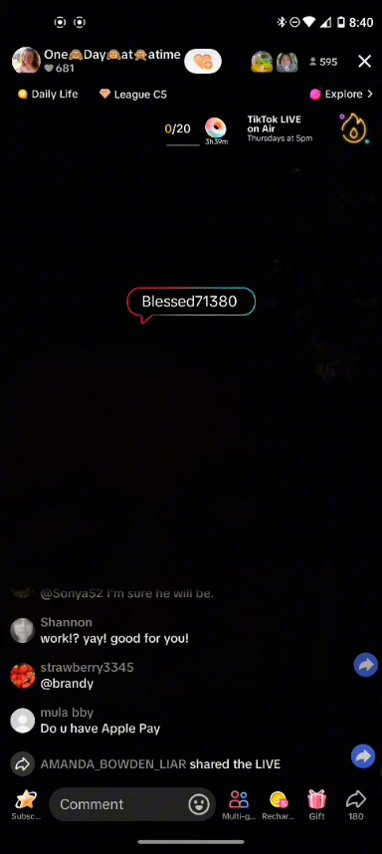 8:40
One🙈Day🙈at🙊atime
681
595
Daily Life
League C5
Explore >
0/20
3h39m
TikTok LIVE
on Air
Thursdays at 5pm
Blessed71380
@Sonya52 I'm sure he will be.
Shannon
work!? yay! good for you!
strawberry3345
@brandy
mula bby
Do u have Apple Pay
AMANDA_BOWDEN_LIAR shared the LIVE
Comment
Subsc...
Multi-g...
Rechar...
Gift
180